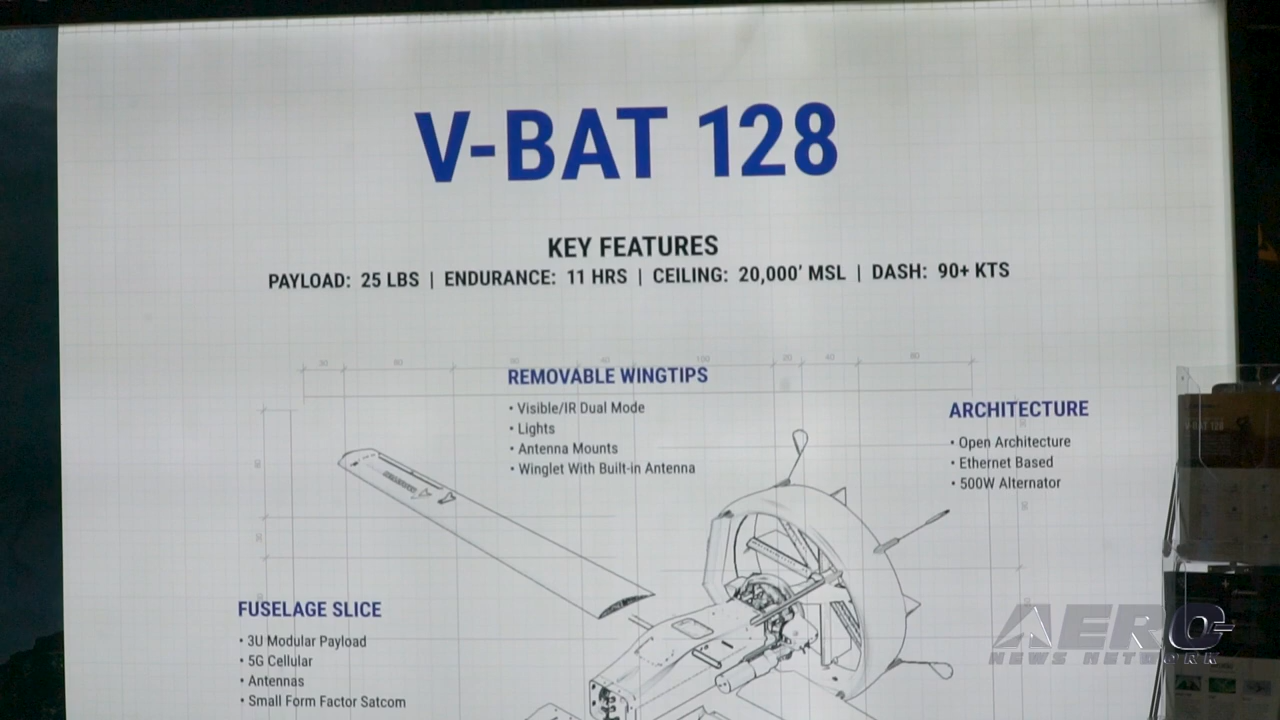 V-BAT 128
KEY FEATURES
PAYLOAD: 25 LBS | ENDURANCE: 11 HRS | CEILING: 20,000' MSL | DASH: 90+ KTS
REMOVABLE WINGTIPS
• Visible/IR Dual Mode
• Lights
• Antenna Mounts
• Winglet With Built-in Antenna
ARCHITECTURE
• Open Architecture
• Ethernet Based
• 500W Alternator
FUSELAGE SLICE
• 3U Modular Payload
• 5G Cellular
• Antennas
• Small Form Factor Satcom
V-BAT 128
AERO
NEWS NETWORK